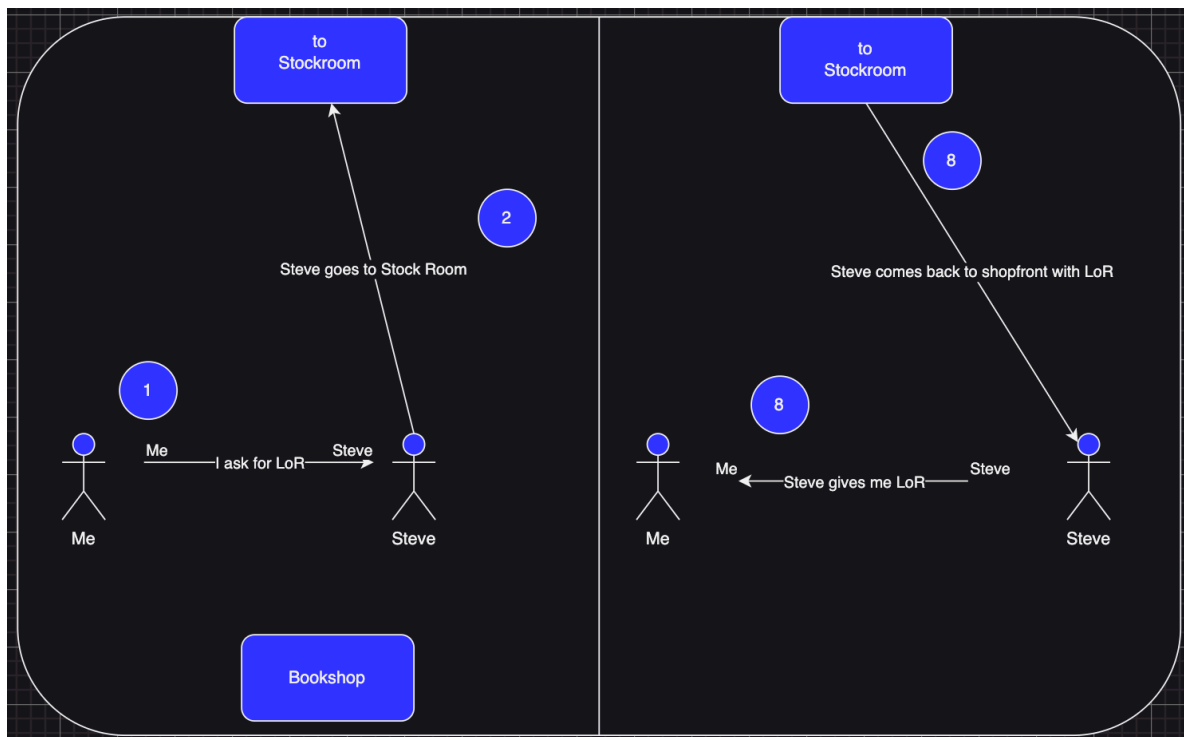 to
Stockroom
2
Steve goes to Stock Room
1
Me
I ask for LoR
Steve
Me
Steve
Bookshop
to
Stockroom
8
Steve comes back to shopfront with LoR
8
Me
Steve gives me LoR
Steve
Me
Steve